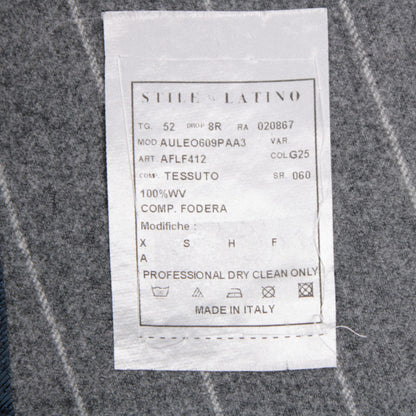 STILE LATINO
TG. 52 DROP 8R RA 020867
MOD AULEO609PAA3 VAR.
ART. AFLF412 COL G25
COMP. TESSUTO SR. 060
100%WV
COMP. FODERA
Modifiche :
X S H F
A
PROFESSIONAL DRY CLEAN ONLY
MADE IN ITALY